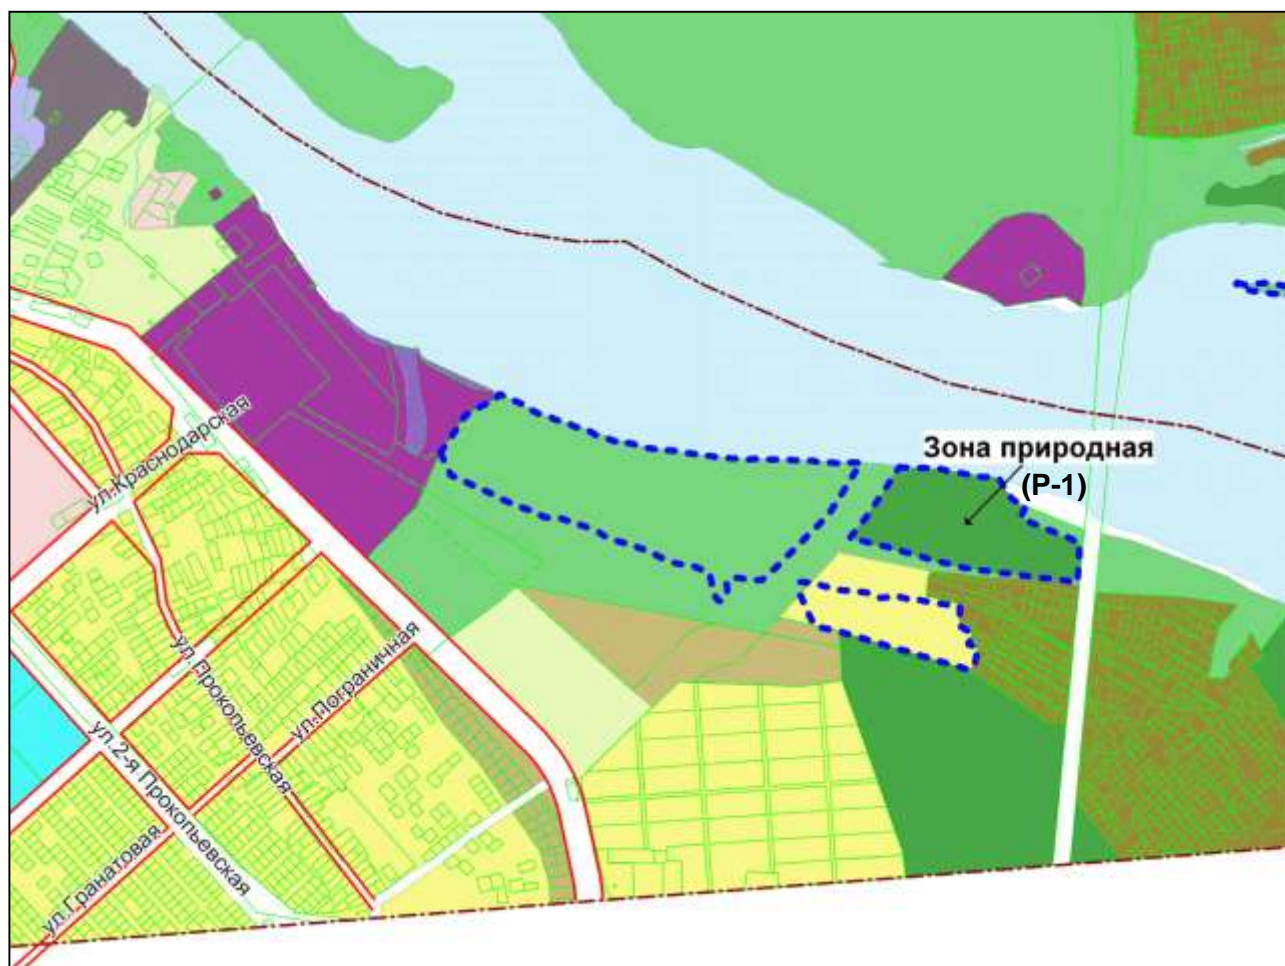 Зона природная
(Р-1)
ул.Краснодарская
ул.Прокопьевская
ул.Пограничная
ул.2-я Прокопьевская
ул.Гранатовая